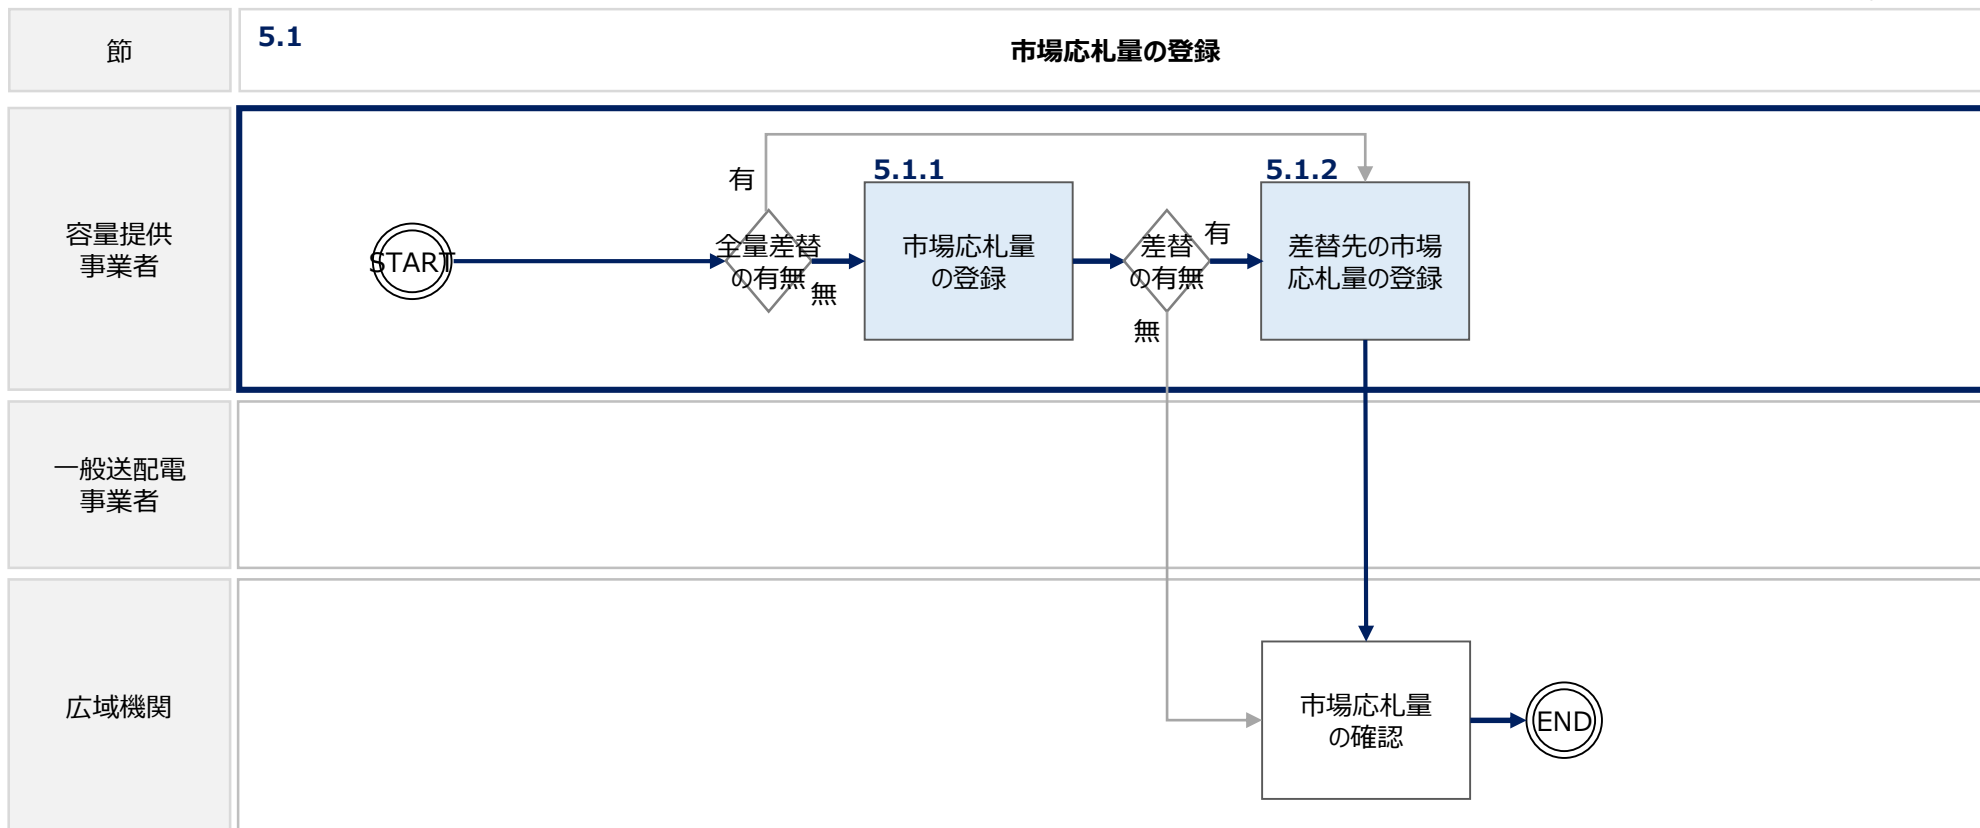 節
5.1
市場応札量の登録
容量提供
事業者
START
全量差替
の有無
有
無
5.1.1
市場応札量
の登録
差替
の有無
有
無
5.1.2
差替先の市場
応札量の登録
一般送配電
事業者
広域機関
市場応札量
の確認
END